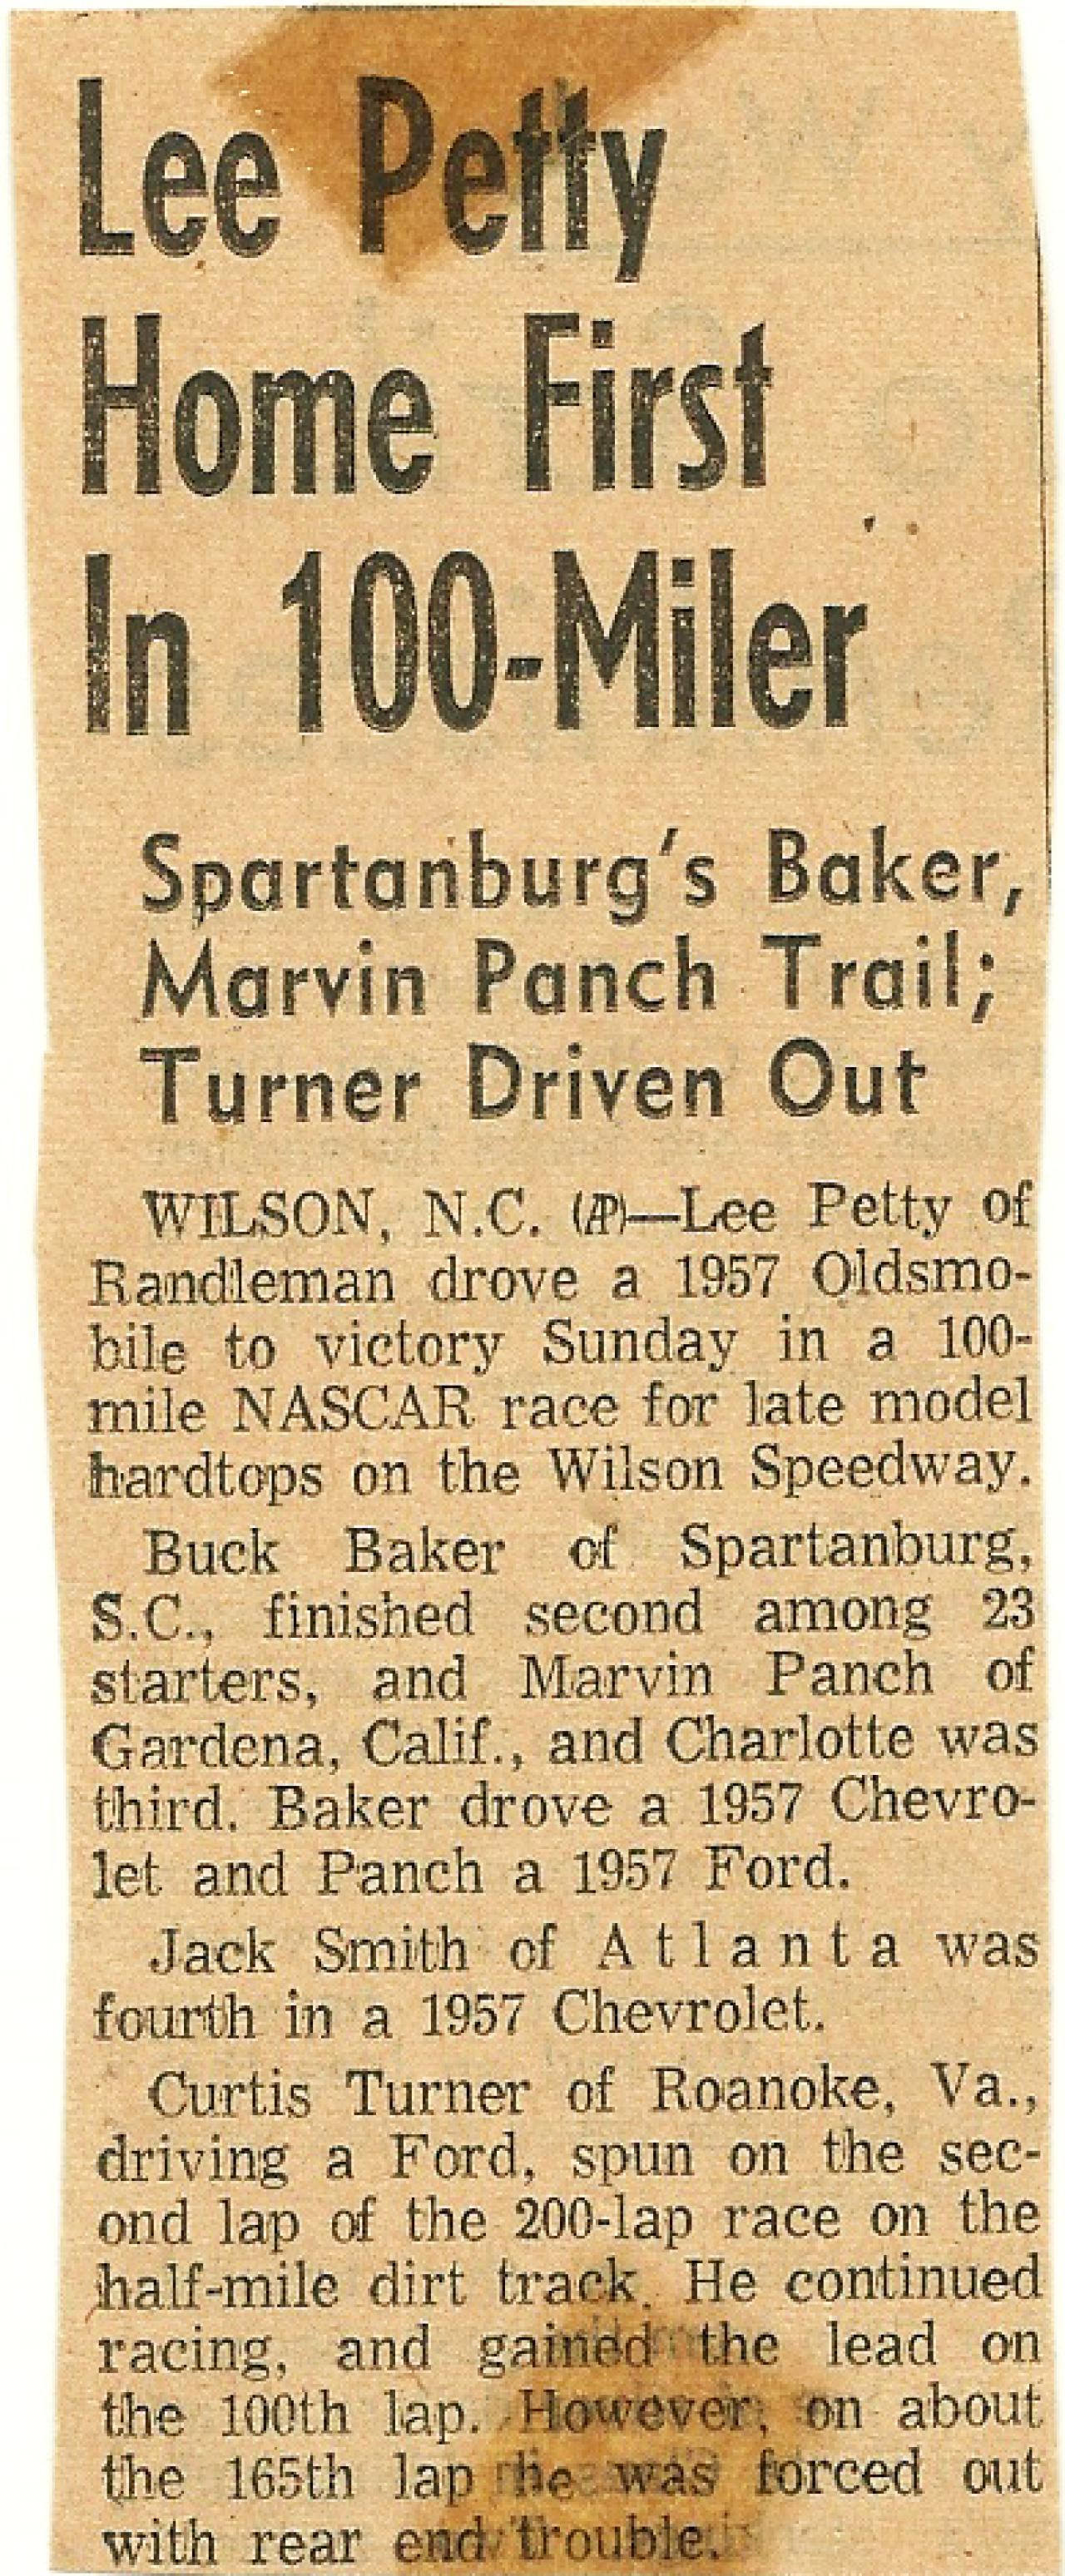 Lee Petty
Home First
In 100-Miler
Spartanburg's Baker,
Marvin Panch Trail;
Turner Driven Out
WILSON, N.C. (AP)—Lee Petty of
Randleman drove a 1957 Oldsmo-
bile to victory Sunday in a 100-
mile NASCAR race for late model
hardtops on the Wilson Speedway.
Buck Baker of Spartanburg,
S.C., finished second among 23
starters, and Marvin Panch of
Gardena, Calif., and Charlotte was
third. Baker drove a 1957 Chevro-
let and Panch a 1957 Ford.
Jack Smith of Atlanta was
fourth in a 1957 Chevrolet.
Curtis Turner of Roanoke, Va.,
driving a Ford, spun on the sec-
ond lap of the 200-lap race on the
half-mile dirt track. He continued
racing, and gained the lead on
the 100th lap. However, on about
the 165th lap he was forced out
with rear end trouble.